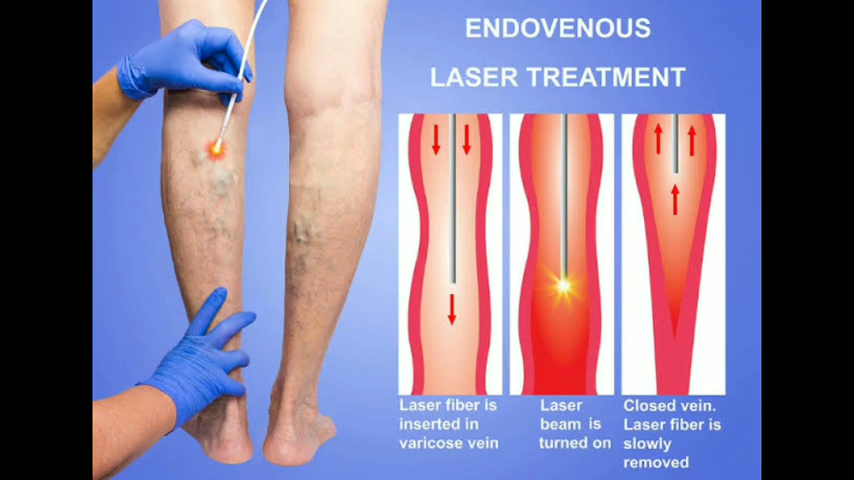 ENDOVENOUS
LASER TREATMENT
Laser fiber is
inserted in
varicose vein
Laser
beam is
turned on
Closed vein.
Laser fiber is
slowly
removed